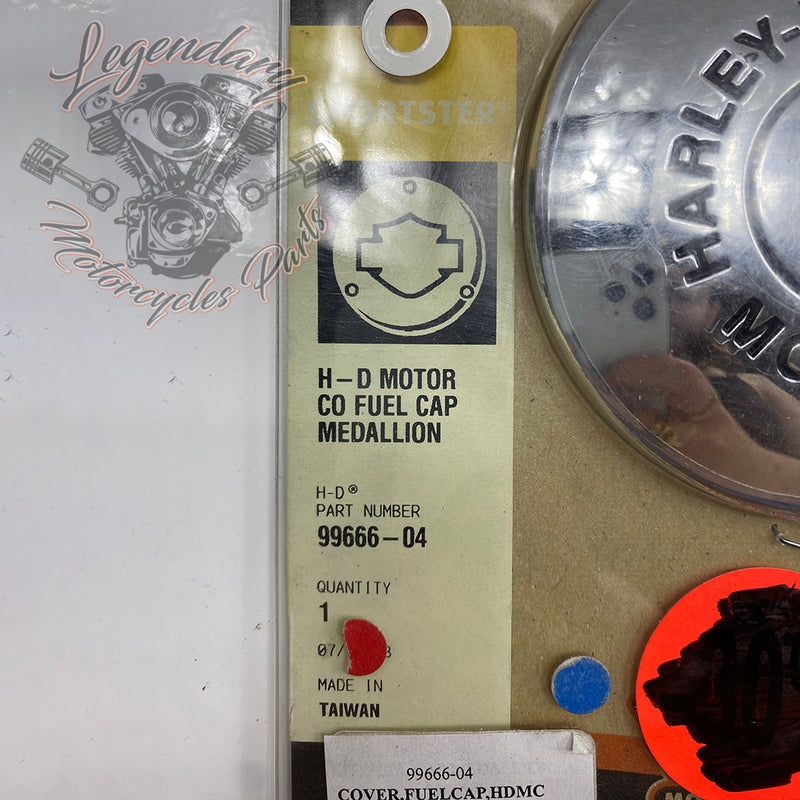 Legendary
Motorcycles Parts
SPORTSTER
HARLEY-
H-D MOTOR
CO FUEL CAP
MEDALLION
H-D®
PART NUMBER
99666-04
QUANTITY
1
07/
MADE IN
TAIWAN
99666-04
COVER,FUELCAP,HDMC